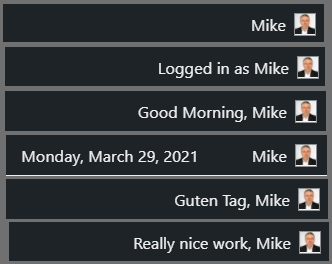 Mike
Logged in as Mike
Good Morning, Mike
Monday, March 29, 2021 Mike
Guten Tag, Mike
Really nice work, Mike